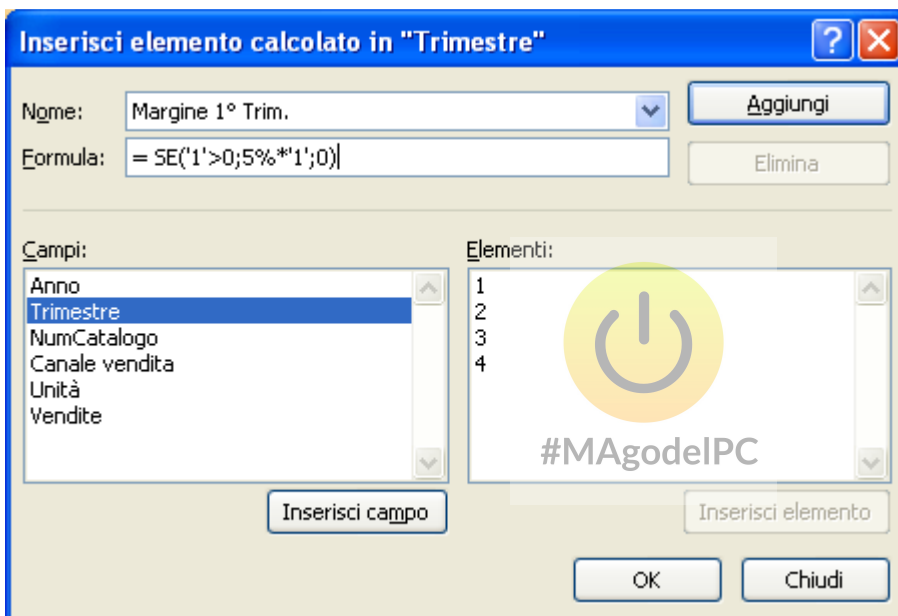 Inserisci elemento calcolato in "Trimestre"
Nome: Margine 1° Trim. Aggiungi
Formula: = SE('1'>0;5%*'1';0) Elimina
Campi: Elementi:
Anno 1
Trimestre 2
NumCatalogo 3
Canale vendita 4
Unità
Vendite
#MAgodelPC
Inserisci campo Inserisci elemento
OK Chiudi